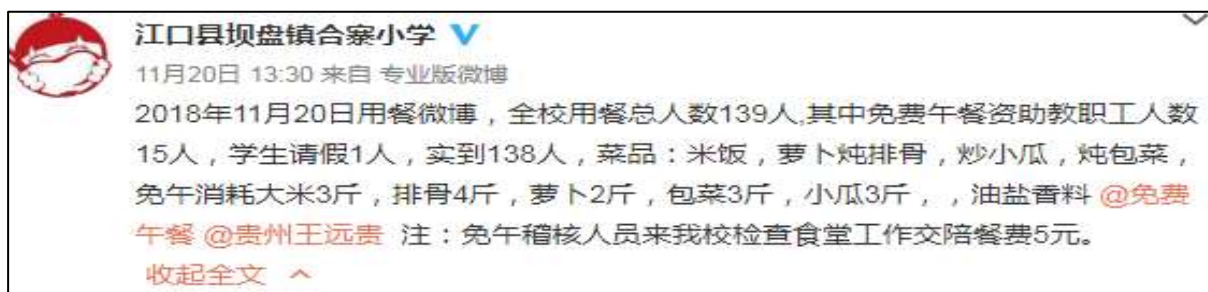 江口县坝盘镇合寨小学 V
11月20日 13:30 来自 专业版微博
2018年11月20日用餐微博，全校用餐总人数139人,其中免费午餐资助教职工人数
15人，学生请假1人，实到138人，菜品：米饭，萝卜炖排骨，炒小瓜，炖包菜，
免午消耗大米3斤，排骨4斤，萝卜2斤，包菜3斤，小瓜3斤，，油盐香料 @免费
午餐 @贵州王远贵 注：免午稽核人员来我校检查食堂工作交陪餐费5元。
收起全文